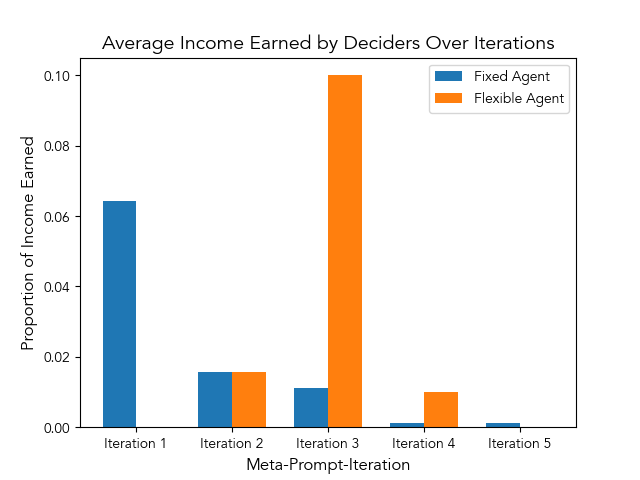 Average Income Earned by Deciders Over Iterations
Fixed Agent
Flexible Agent
Proportion of Income Earned
0.10
0.08
0.06
0.04
0.02
0.00
Iteration 1 Iteration 2 Iteration 3 Iteration 4 Iteration 5
Meta-Prompt-Iteration